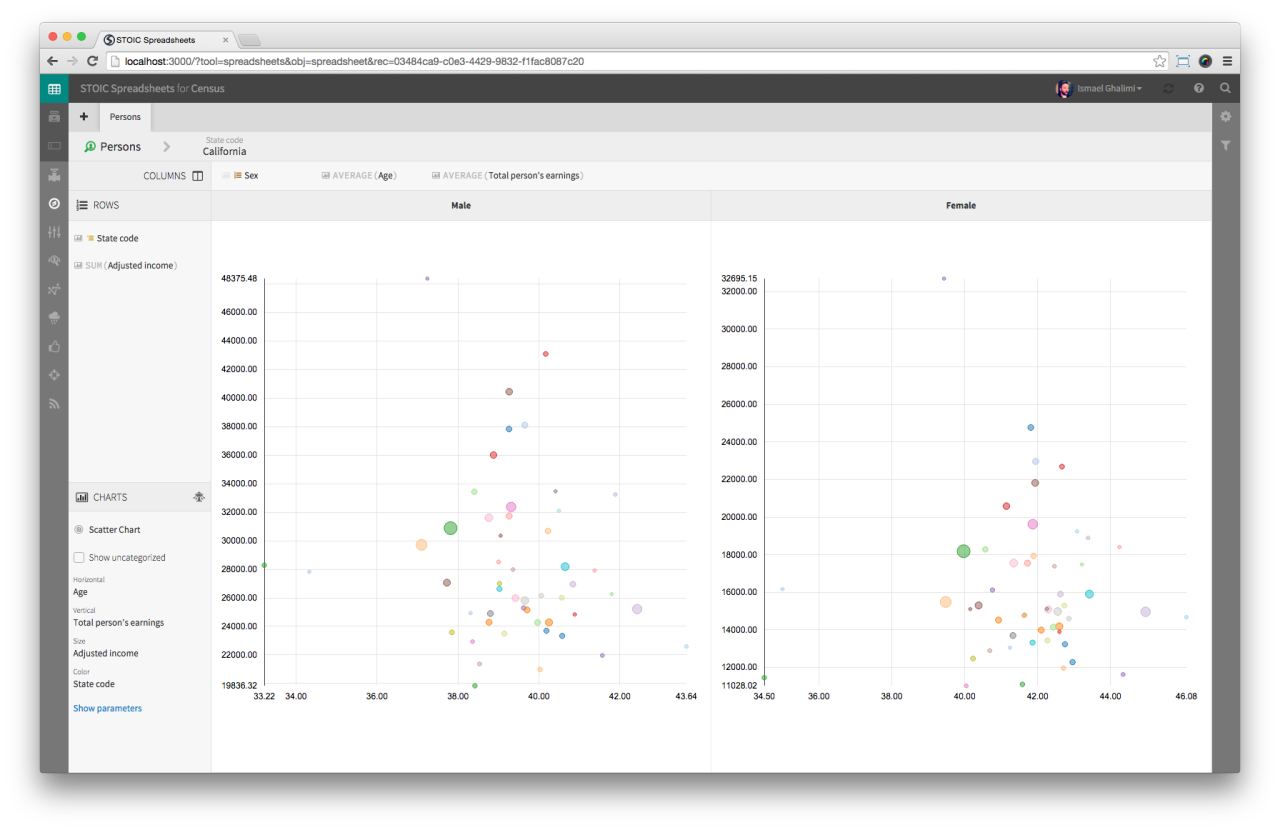 STOIC Spreadsheets
localhost:3000/?tool=spreadsheets&obj=spreadsheet&rec=03484ca9-c0e3-4429-9832-f1fac8087c20
STOIC Spreadsheets for Census
Ismael Ghalimi
Persons
Persons
State code
California
COLUMNS
Sex
AVERAGE (Age)
AVERAGE (Total person's earnings)
ROWS
Male
Female
State code
SUM (Adjusted income)
CHARTS
Scatter Chart
Show uncategorized
Horizontal
Age
Vertical
Total person's earnings
Size
Adjusted income
Color
State code
Show parameters
48375.48
46000.00
44000.00
42000.00
40000.00
38000.00
36000.00
34000.00
32000.00
30000.00
28000.00
26000.00
24000.00
22000.00
19836.32
33.22 34.00 36.00 38.00 40.00 42.00 43.64
32695.15
32000.00
30000.00
28000.00
26000.00
24000.00
22000.00
20000.00
18000.00
16000.00
14000.00
12000.00
11028.02
34.50 36.00 38.00 40.00 42.00 44.00 46.08